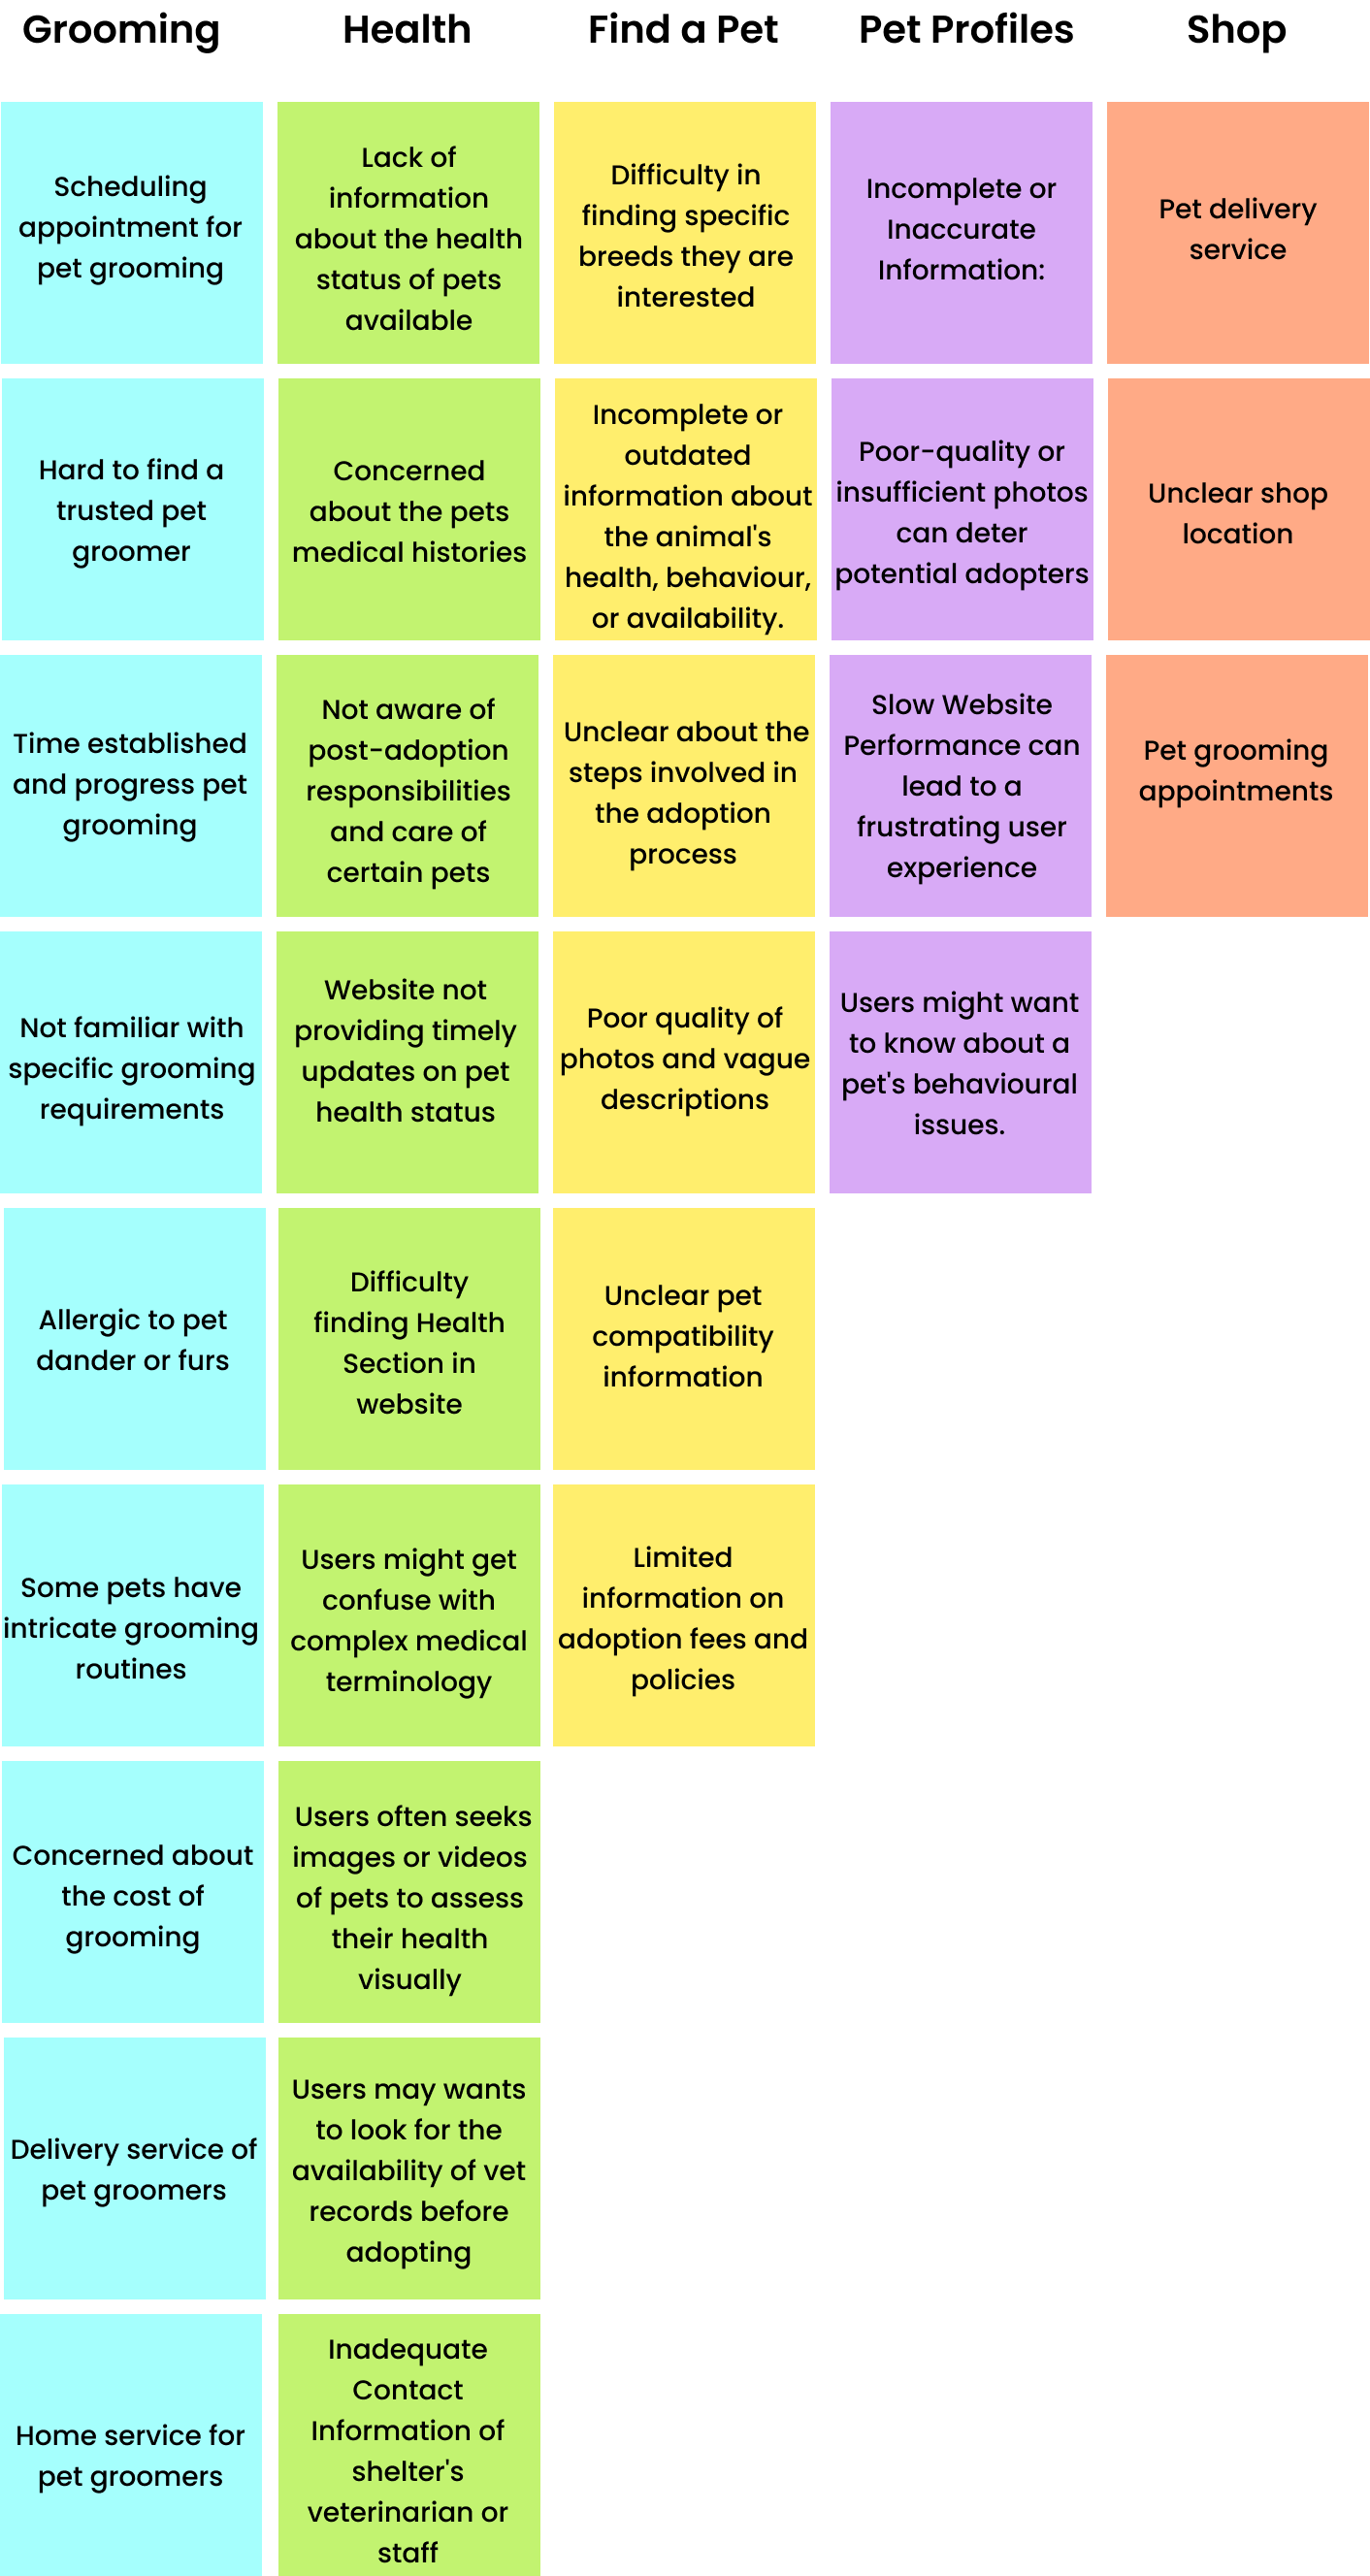 Grooming
Health
Find a Pet
Pet Profiles
Shop
Scheduling
appointment for
pet grooming
Lack of
information
about the health
status of pets
available
Difficulty in
finding specific
breeds they are
interested
Incomplete or
Inaccurate
Information:
Pet delivery
service
Hard to find a
trusted pet
groomer
Concerned
about the pets
medical histories
Incomplete or
outdated
information about
the animal's
health, behaviour,
or availability.
Poor-quality or
insufficient photos
can deter
potential adopters
Unclear shop
location
Time established
and progress pet
grooming
Not aware of
post-adoption
responsibilities
and care of
certain pets
Unclear about the
steps involved in
the adoption
process
Slow Website
Performance can
lead to a
frustrating user
experience
Pet grooming
appointments
Not familiar with
specific grooming
requirements
Website not
providing timely
updates on pet
health status
Poor quality of
photos and vague
descriptions
Users might want
to know about a
pet's behavioural
issues.
Allergic to pet
dander or furs
Difficulty
finding Health
Section in
website
Unclear pet
compatibility
information
Some pets have
intricate grooming
routines
Users might get
confuse with
complex medical
terminology
Limited
information on
adoption fees and
policies
Concerned about
the cost of
grooming
Users often seeks
images or videos
of pets to assess
their health
visually
Delivery service of
pet groomers
Users may wants
to look for the
availability of vet
records before
adopting
Home service for
pet groomers
Inadequate
Contact
Information of
shelter's
veterinarian or
staff